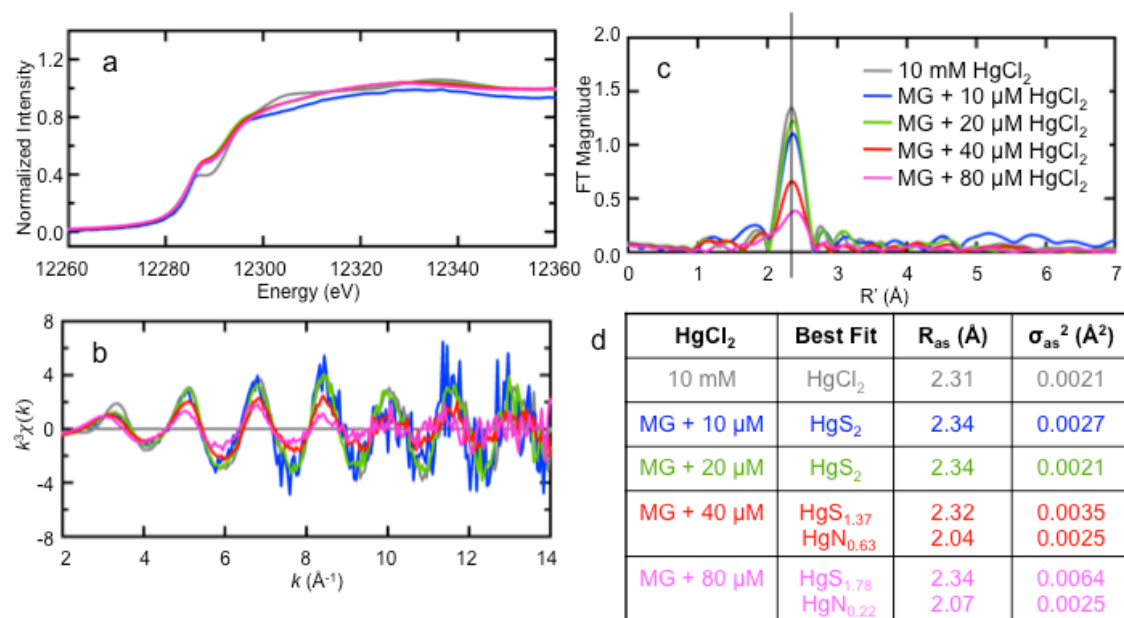 a
Normalized Intensity
1.2
0.8
0.4
0.0
12260 12280 12300 12320 12340 12360
Energy (eV)
b
k³χ(k)
8
4
0
-4
-8
2 4 6 8 10 12 14
k (Å⁻¹)
c
FT Magnitude
2.0
1.5
1.0
0.5
0.0
0 1 2 3 4 5 6 7
R' (Å)
10 mM HgCl₂
MG + 10 µM HgCl₂
MG + 20 µM HgCl₂
MG + 40 µM HgCl₂
MG + 80 µM HgCl₂
d
HgCl₂ Best Fit Rₐₛ (Å) σₐₛ² (Å²)
10 mM HgCl₂ 2.31 0.0021
MG + 10 µM HgS₂ 2.34 0.0027
MG + 20 µM HgS₂ 2.34 0.0021
MG + 40 µM HgS₁.₃₇ 2.32 0.0035
HgN₀.₆₃ 2.04 0.0025
MG + 80 µM HgS₁.₇₈ 2.34 0.0064
HgN₀.₂₂ 2.07 0.0025